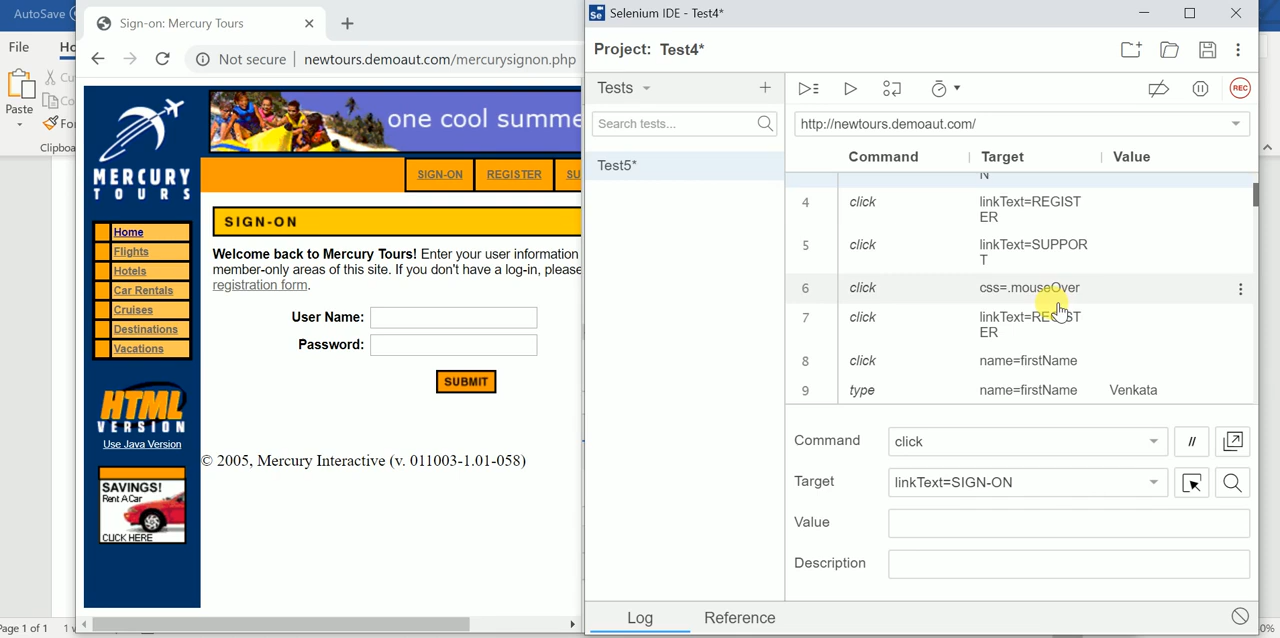 AutoSave
File
Paste
Clipboa
Page 1 of 1
Sign-on: Mercury Tours
Not secure | newtours.demoaut.com/mercurysignon.php
MERCURY
TOURS
one cool summe
SIGN-ON
REGISTER
SU
Home
Flights
Hotels
Car Rentals
Cruises
Destinations
Vacations
HTML
VERSION
Use Java Version
SAVINGS!
Rent A Car
CLICK HERE
SIGN-ON
Welcome back to Mercury Tours! Enter your user information
member-only areas of this site. If you don't have a log-in, please
registration form.
User Name:
Password:
SUBMIT
© 2005, Mercury Interactive (v. 011003-1.01-058)
Selenium IDE - Test4*
Project: Test4*
Tests
Search tests...
Test5*
REC
http://newtours.demoaut.com/
Command Target Value
N
4 click linkText=REGIST
ER
5 click linkText=SUPPOR
T
6 click css=.mouseOver
7 click linkText=REGIST
ER
8 click name=firstName
9 type name=firstName Venkata
Command click //
Target linkText=SIGN-ON
Value
Description
Log Reference